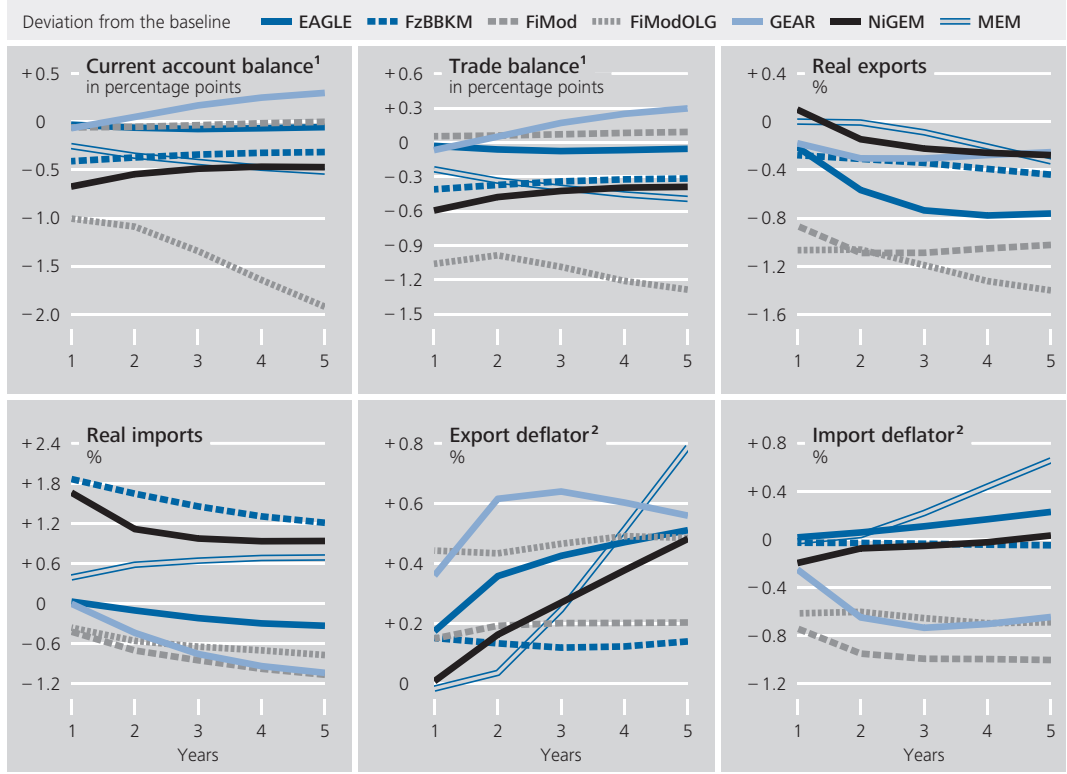 Deviation from the baseline EAGLE FzBBKM FiMod FiModOLG GEAR NiGEM MEM
Current account balance¹
in percentage points
+0.5
0
−0.5
−1.0
−1.5
−2.0
1 2 3 4 5
Trade balance¹
in percentage points
+0.6
+0.3
0
−0.3
−0.6
−0.9
−1.2
−1.5
1 2 3 4 5
Real exports
%
+0.4
0
−0.4
−0.8
−1.2
−1.6
1 2 3 4 5
Real imports
%
+2.4
+1.8
+1.2
+0.6
0
−0.6
−1.2
1 2 3 4 5
Years
Export deflator²
%
+0.8
+0.6
+0.4
+0.2
0
1 2 3 4 5
Years
Import deflator²
%
+0.8
+0.4
0
−0.4
−0.8
−1.2
1 2 3 4 5
Years